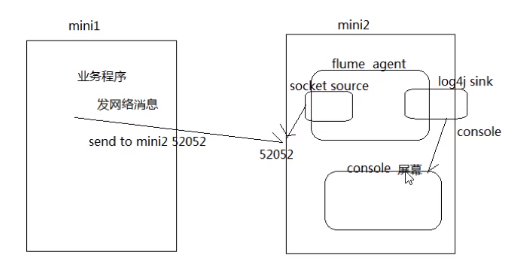 mini1
业务程序
发网络消息
send to mini2 52052
mini2
flume agent
socket source
log4j sink
console
52052
console 屏幕